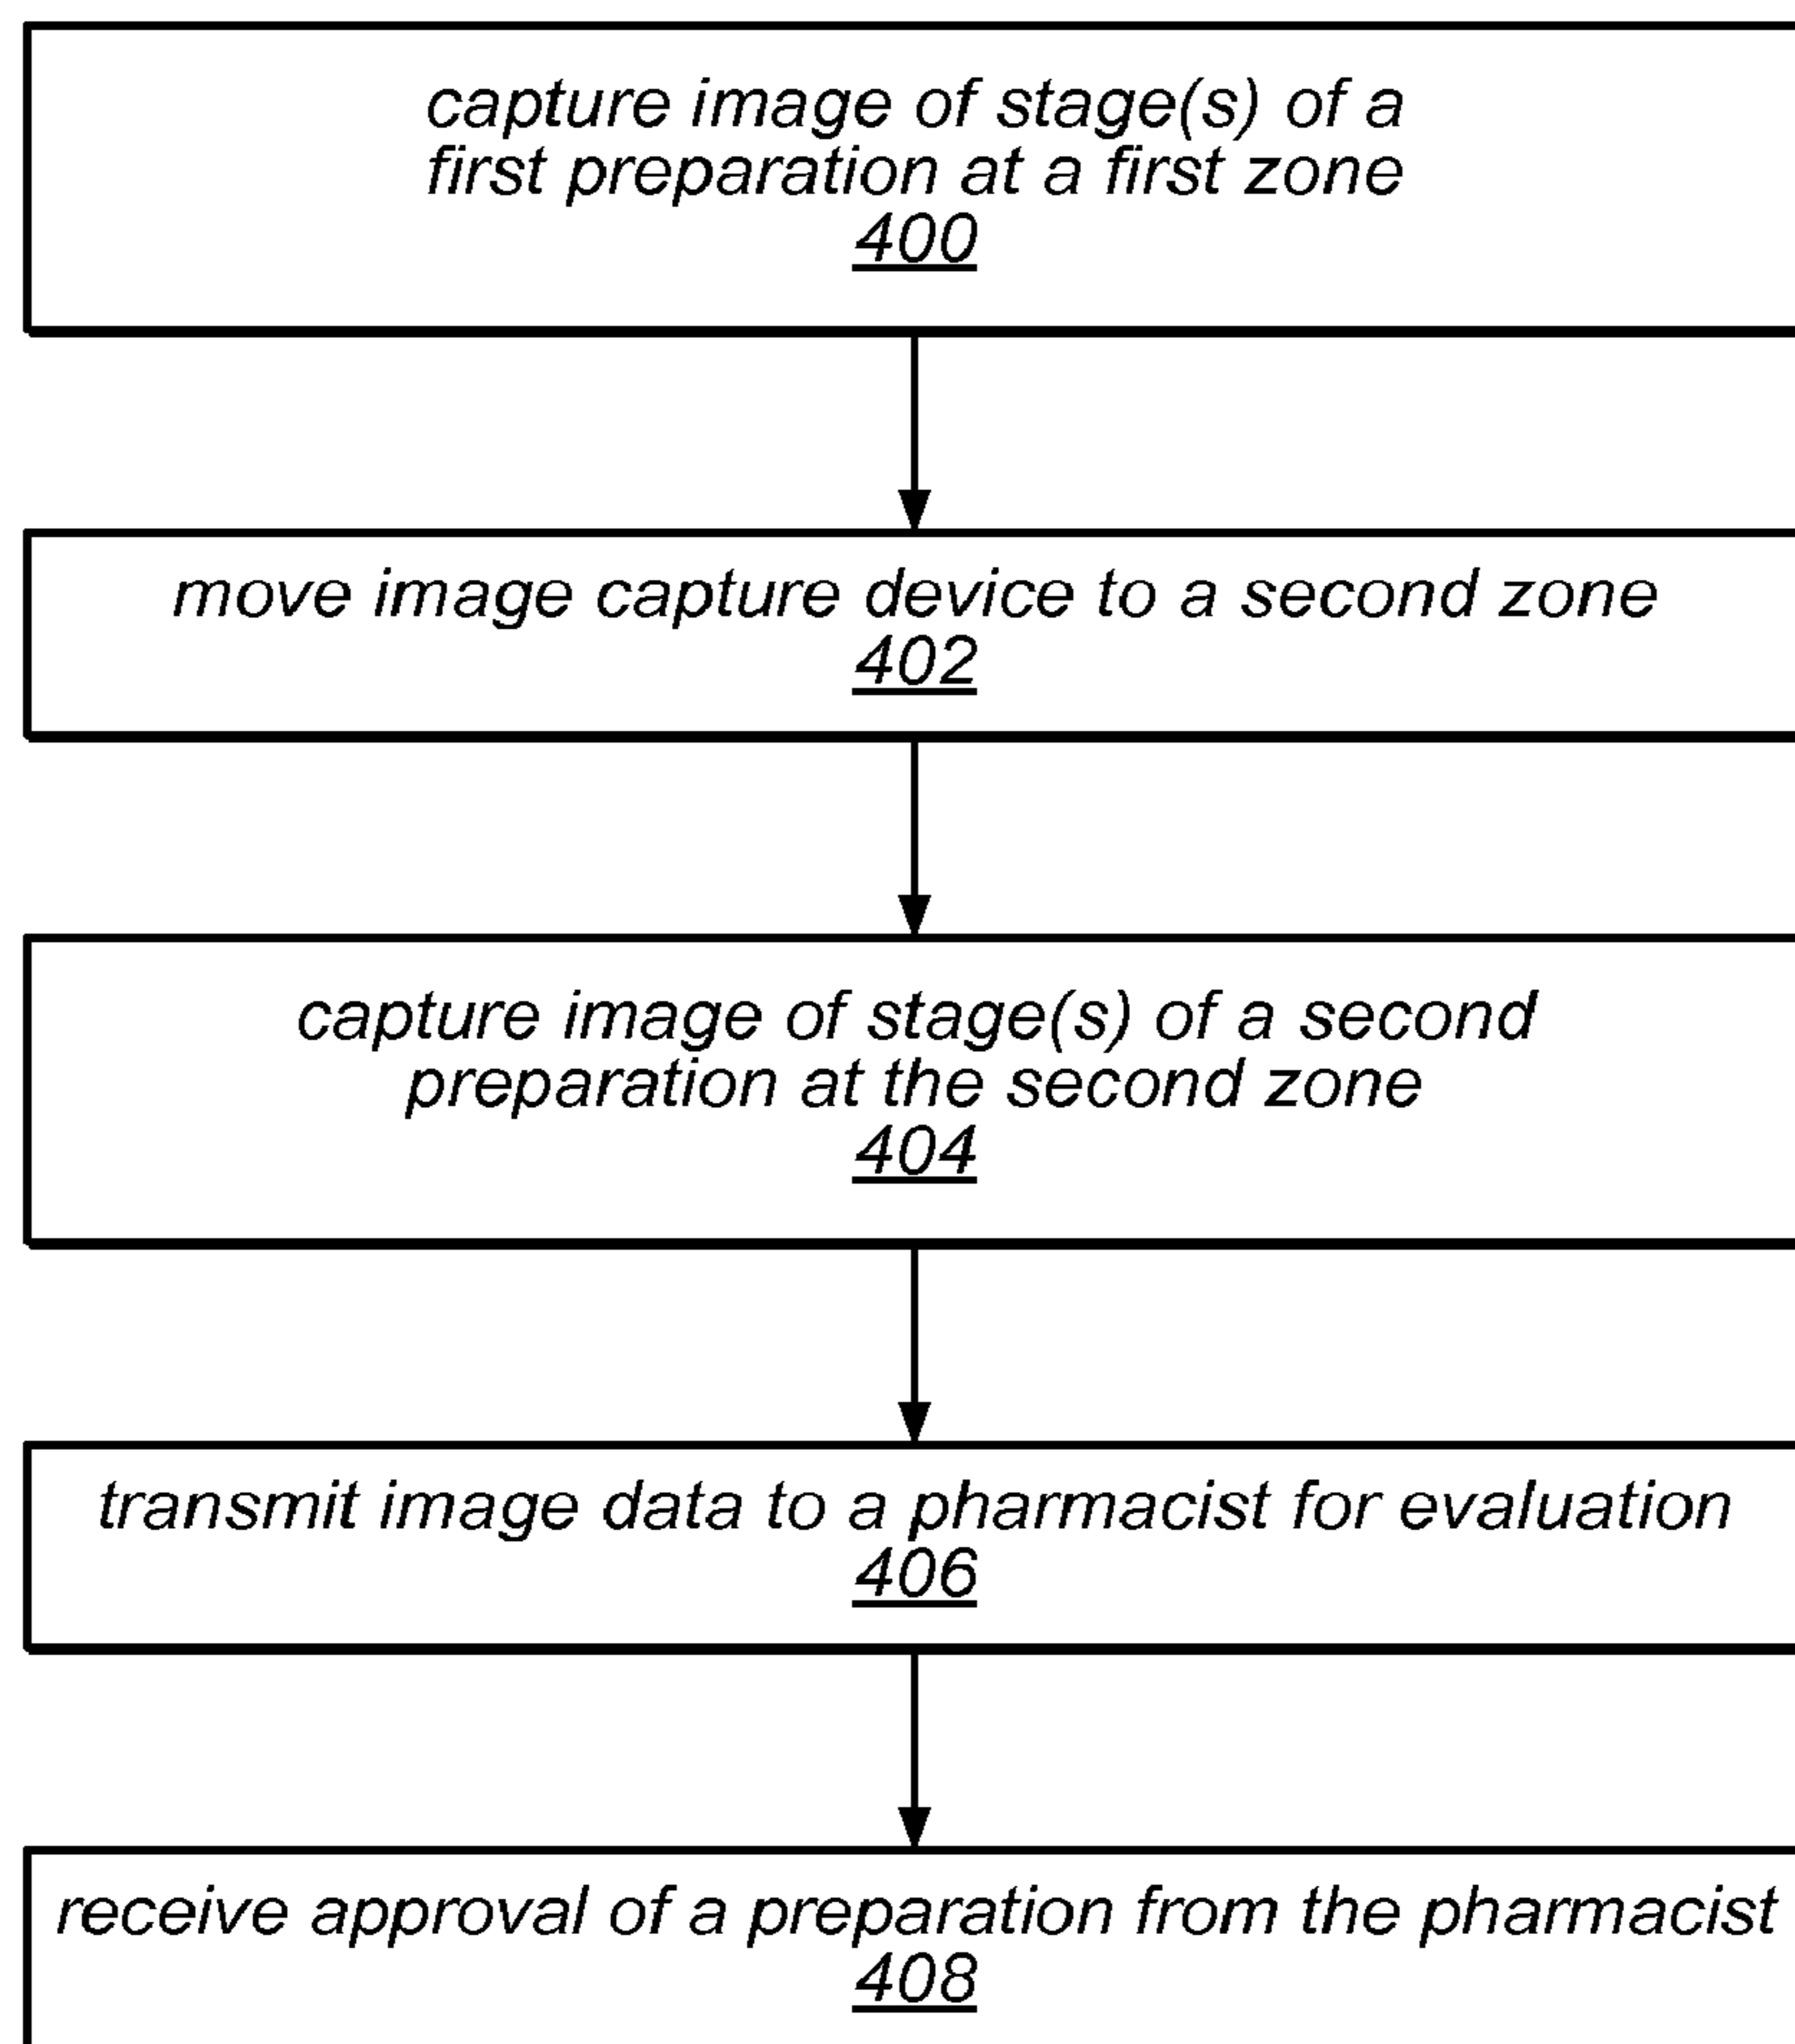 capture image of stage(s) of a
first preparation at a first zone
400
move image capture device to a second zone
402
capture image of stage(s) of a second
preparation at the second zone
404
transmit image data to a pharmacist for evaluation
406
receive approval of a preparation from the pharmacist
408